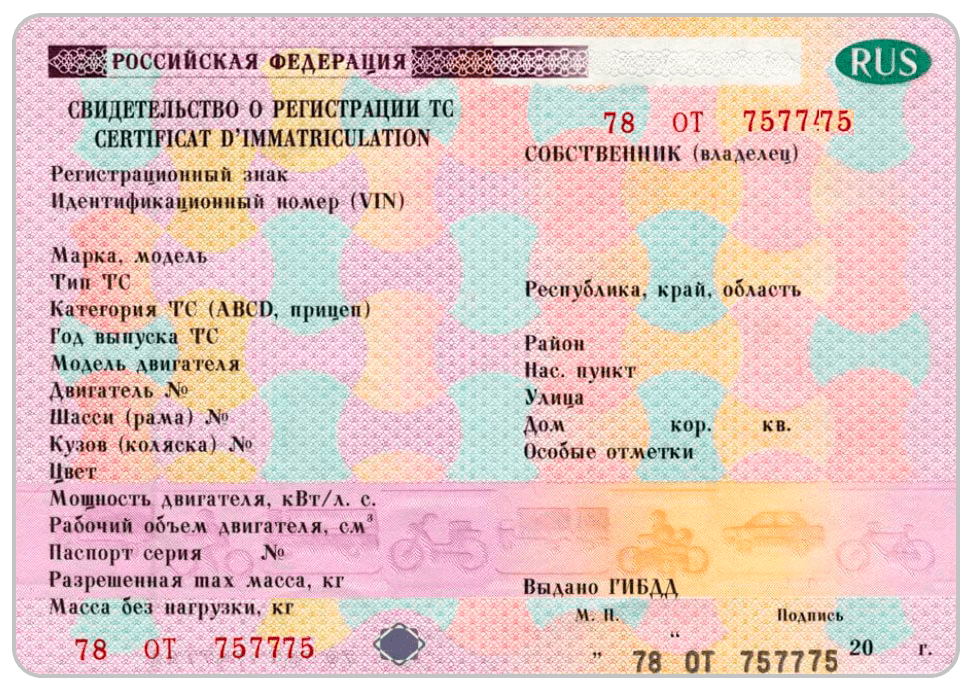 РОССИЙСКАЯ ФЕДЕРАЦИЯ
RUS
СВИДЕТЕЛЬСТВО О РЕГИСТРАЦИИ ТС
CERTIFICAT D'IMMATRICULATION
Регистрационный знак
Идентификационный номер (VIN)
Марка, модель
Тип ТС
Категория ТС (ABCD, прицеп)
Год выпуска ТС
Модель двигателя
Двигатель №
Шасси (рама) №
Кузов (коляска) №
Цвет
Мощность двигателя, кВт/л. с.
Рабочий объем двигателя, см³
Паспорт серия №
Разрешенная max масса, кг
Масса без нагрузки, кг
78 ОТ 757775
78 ОТ
СОБСТВЕННИК (владелец)
Республика, край, область
Район
Нас. пункт
Улица
Дом кор. кв.
Особые отметки
Выдано ГИБДД
М. П. Подпись
„ “ 20 г.
78 ОТ 757775